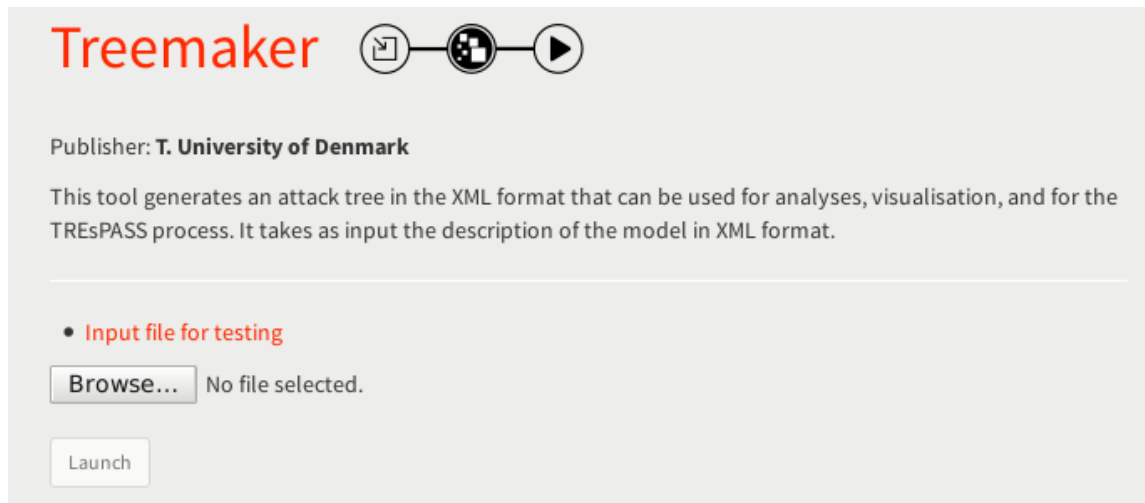 Treemaker
Publisher: T. University of Denmark
This tool generates an attack tree in the XML format that can be used for analyses, visualisation, and for the
TREsPASS process. It takes as input the description of the model in XML format.
Input file for testing
Browse... No file selected.
Launch